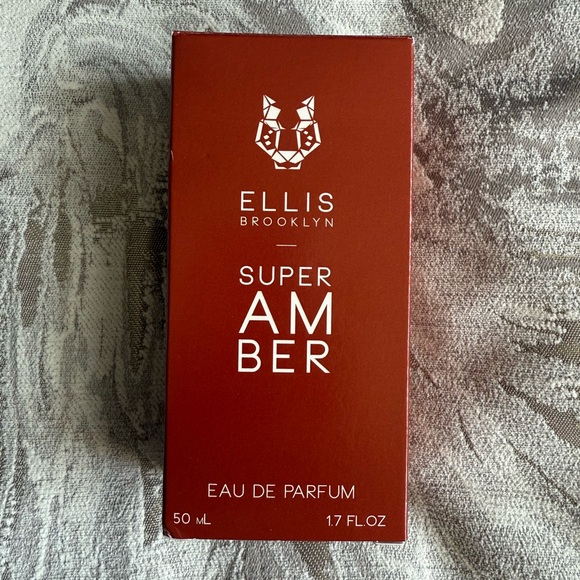 ELLIS
BROOKLYN
SUPER
AM
BER
EAU DE PARFUM
50 mL 1.7 FL.OZ